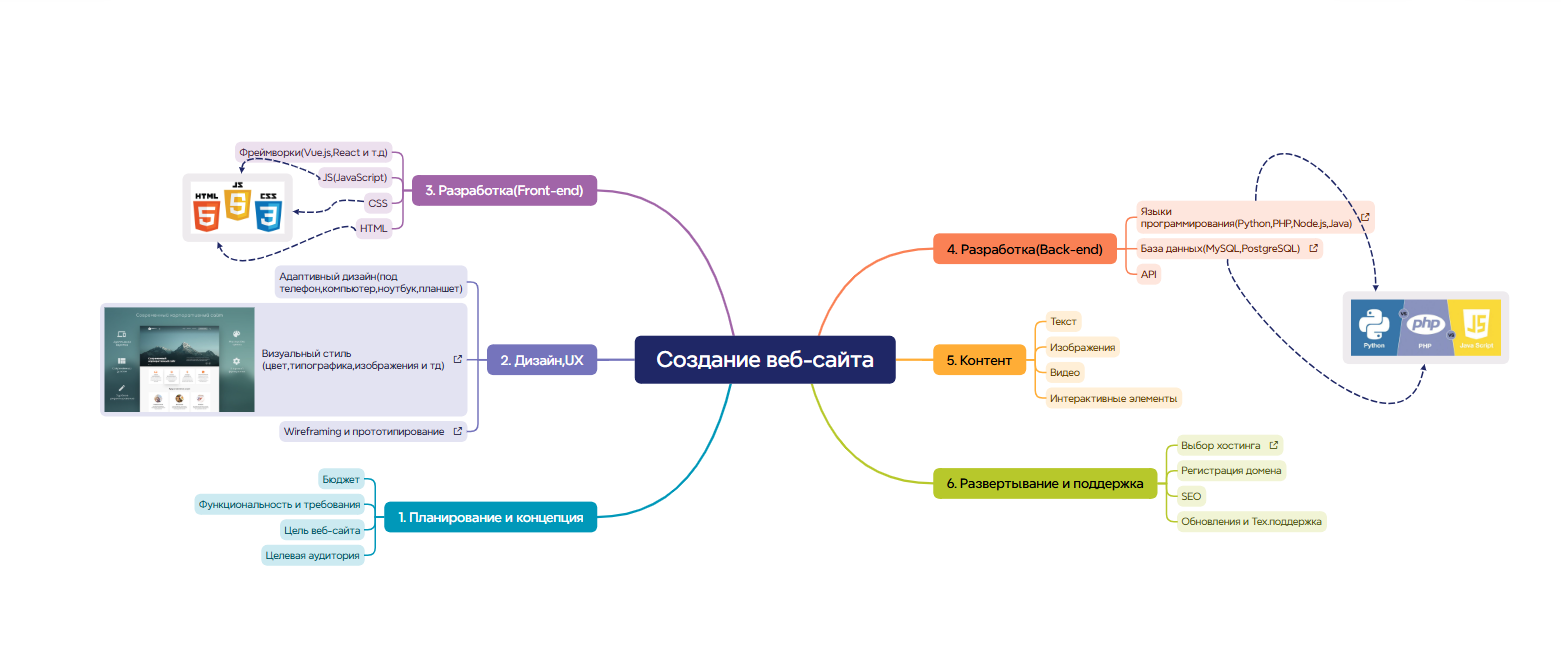 Создание веб-сайта
1. Планирование и концепция
Бюджет
Функциональность и требования
Цель веб-сайта
Целевая аудитория
2. Дизайн,UX
Адаптивный дизайн(под
телефон,компьютер,ноутбук,планшет)
Современный корпоративный сайт
Визуальный стиль
(цвет,типографика,изображения и тд)
Wireframing и прототипирование
3. Разработка(Front-end)
Фреймворки(Vue.js,React и т.д)
JS(JavaScript)
CSS
HTML
HTML
5
JS
5
CSS
3
4. Разработка(Back-end)
Языки
программирования(Python,PHP,Node.js,Java)
База данных(MySQL,PostgreSQL)
API
Python
VS
php
PHP
VS
JS
Java Script
5. Контент
Текст
Изображения
Видео
Интерактивные элементы
6. Развертывание и поддержка
Выбор хостинга
Регистрация домена
SEO
Обновления и Тех.поддержка